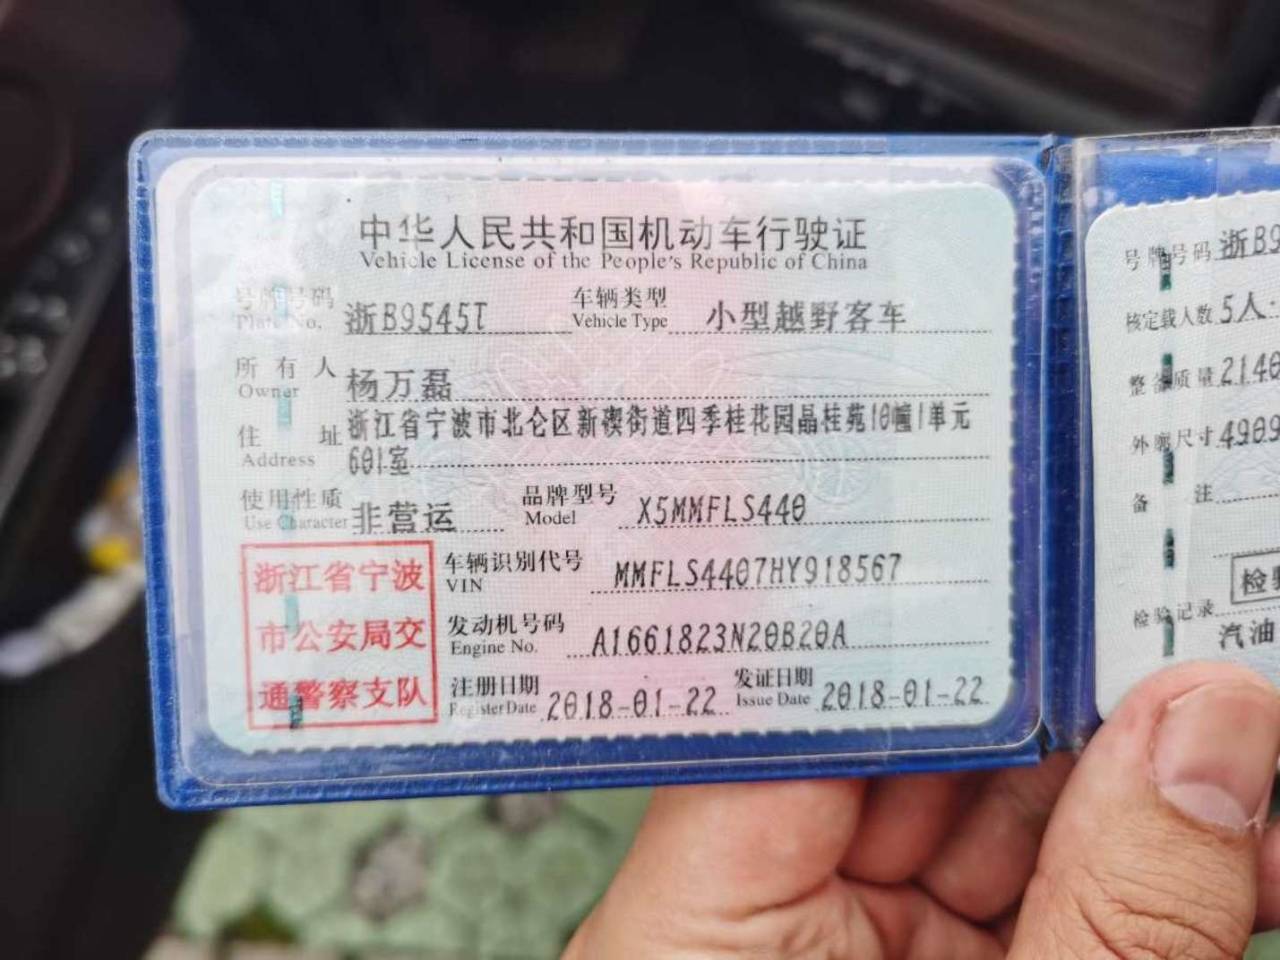 中华人民共和国机动车行驶证
Vehicle License of the People's Republic of China
号牌号码 浙B9545T 车辆类型 小型越野客车
Plate No. Vehicle Type
所有人 杨万磊
Owner
住址 浙江省宁波市北仑区新碶街道四季桂花园晶桂苑10幢1单元
Address 601室
使用性质 非营运 品牌型号 X5MMFLS440
Use Character Model
浙江省宁波
市公安局交
通警察支队
车辆识别代号 MMFLS4407HY918567
VIN
发动机号码 A1661823N20B20A
Engine No.
注册日期 2018-01-22 发证日期 2018-01-22
Register Date Issue Date
号牌号码 浙B9
核定载人数 5人
整备质量 2140
外廓尺寸 4909
备注
检验记录
汽油